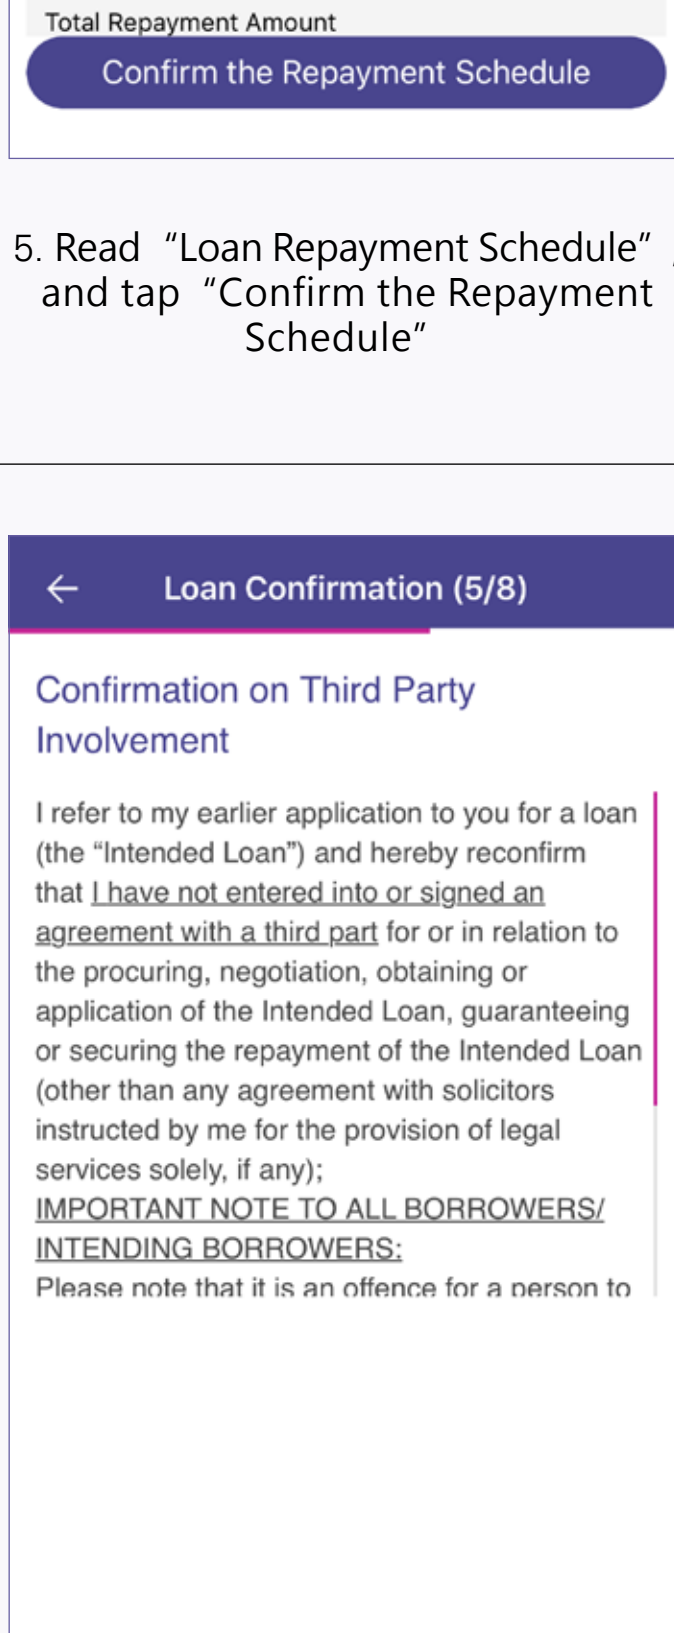 Total Repayment Amount
Confirm the Repayment Schedule
5. Read “Loan Repayment Schedule” ,
and tap “Confirm the Repayment
Schedule”
← Loan Confirmation (5/8)
Confirmation on Third Party
Involvement
I refer to my earlier application to you for a loan
(the “Intended Loan”) and hereby reconfirm
that I have not entered into or signed an
agreement with a third part for or in relation to
the procuring, negotiation, obtaining or
application of the Intended Loan, guaranteeing
or securing the repayment of the Intended Loan
(other than any agreement with solicitors
instructed by me for the provision of legal
services solely, if any);
IMPORTANT NOTE TO ALL BORROWERS/
INTENDING BORROWERS:
Please note that it is an offence for a person to